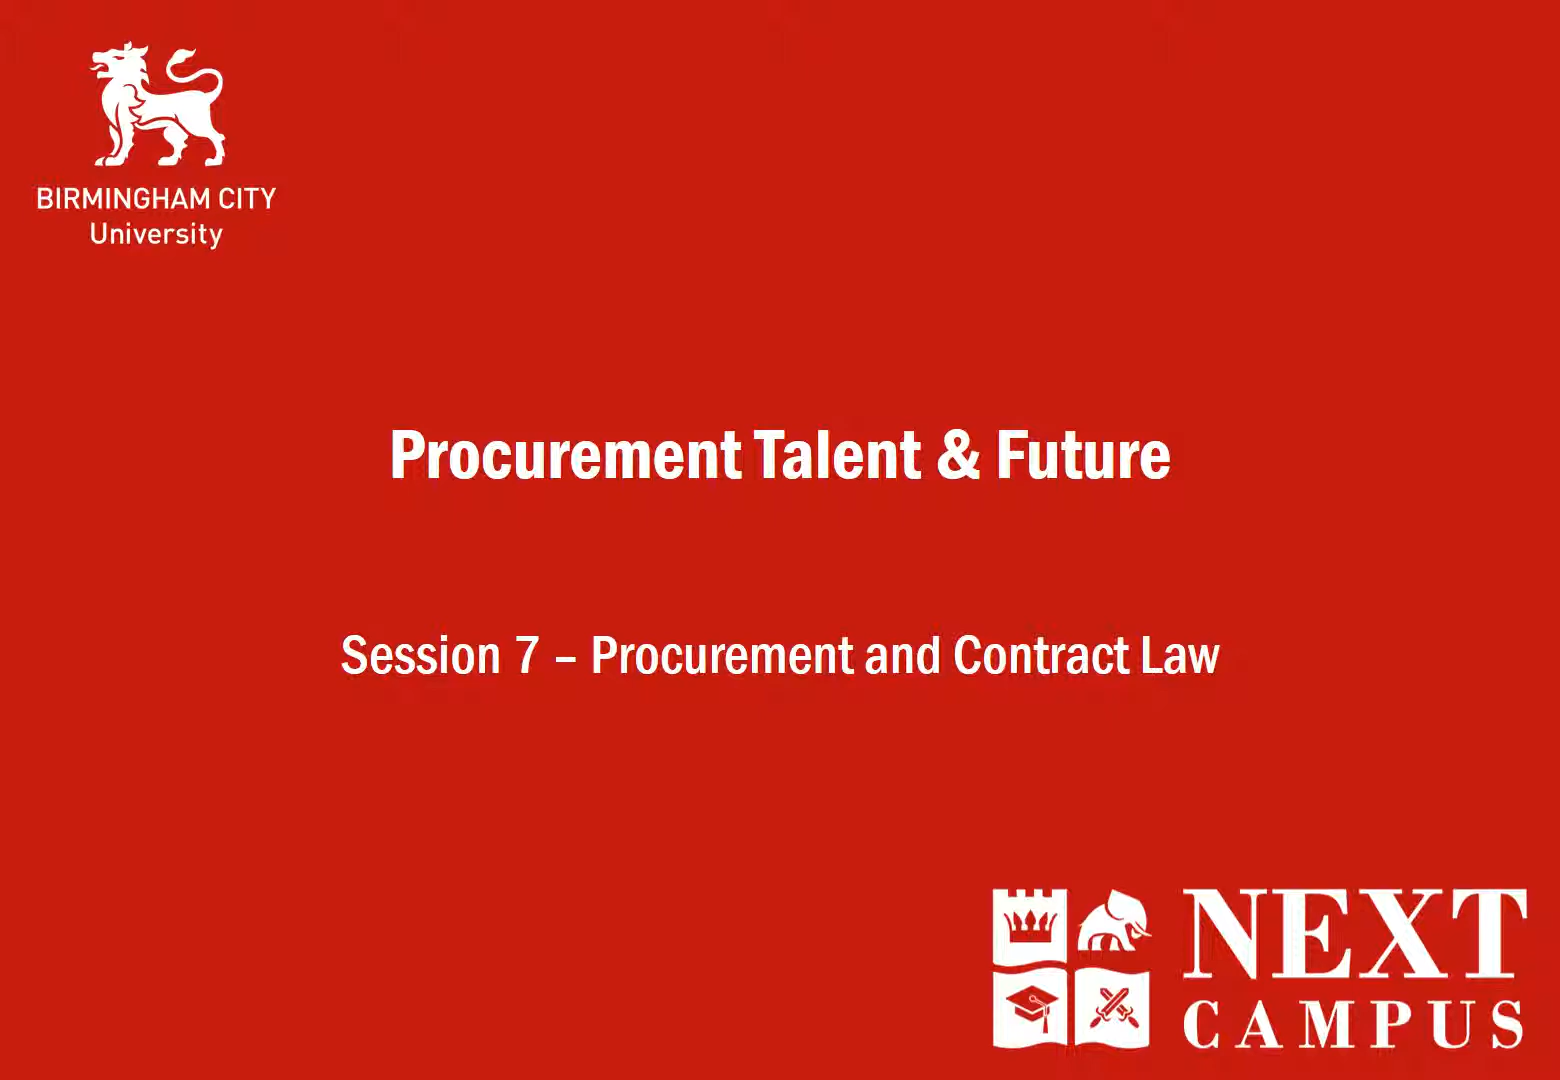 BIRMINGHAM CITY
University
Procurement Talent & Future
Session 7 – Procurement and Contract Law
NEXT
CAMPUS